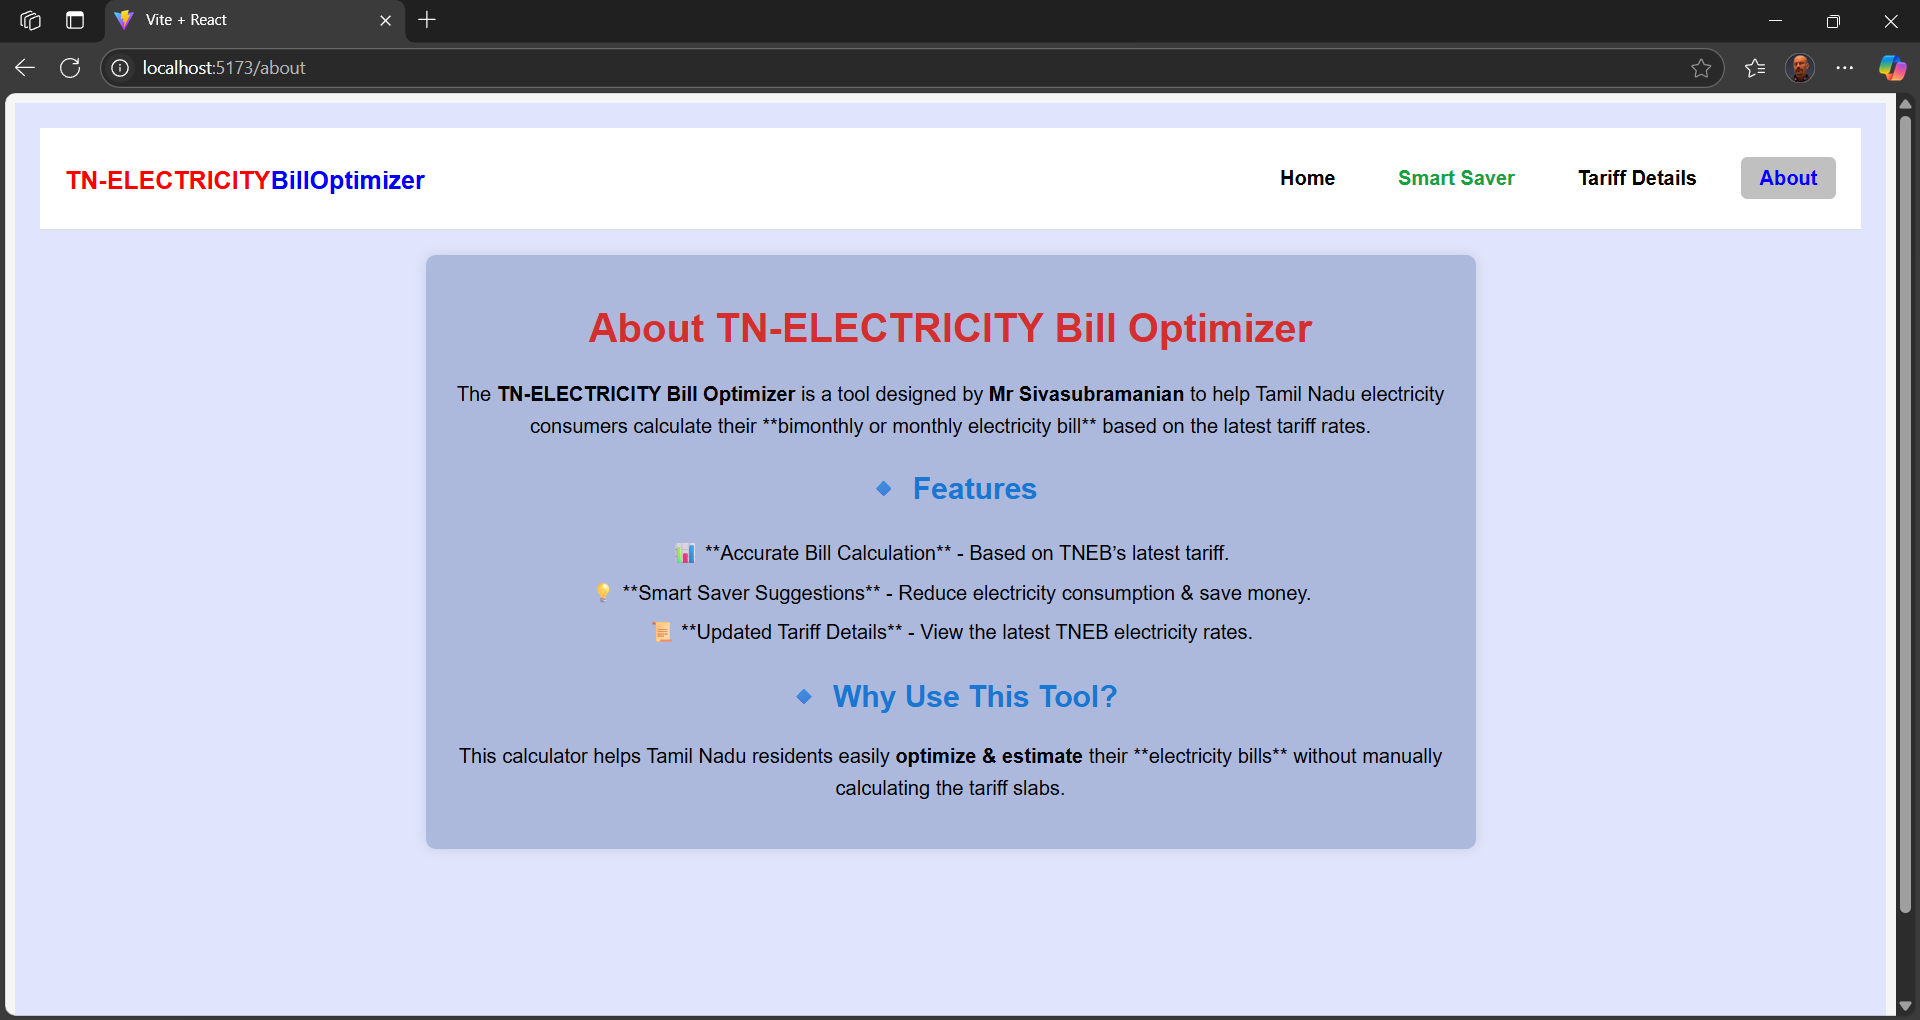 Vite + React
localhost:5173/about
TN-ELECTRICITYBillOptimizer
Home
Smart Saver
Tariff Details
About
About TN-ELECTRICITY Bill Optimizer
The TN-ELECTRICITY Bill Optimizer is a tool designed by Mr Sivasubramanian to help Tamil Nadu electricity
consumers calculate their **bimonthly or monthly electricity bill** based on the latest tariff rates.
🔹 Features
📊 **Accurate Bill Calculation** - Based on TNEB’s latest tariff.
💡 **Smart Saver Suggestions** - Reduce electricity consumption & save money.
📜 **Updated Tariff Details** - View the latest TNEB electricity rates.
🔹 Why Use This Tool?
This calculator helps Tamil Nadu residents easily optimize & estimate their **electricity bills** without manually
calculating the tariff slabs.